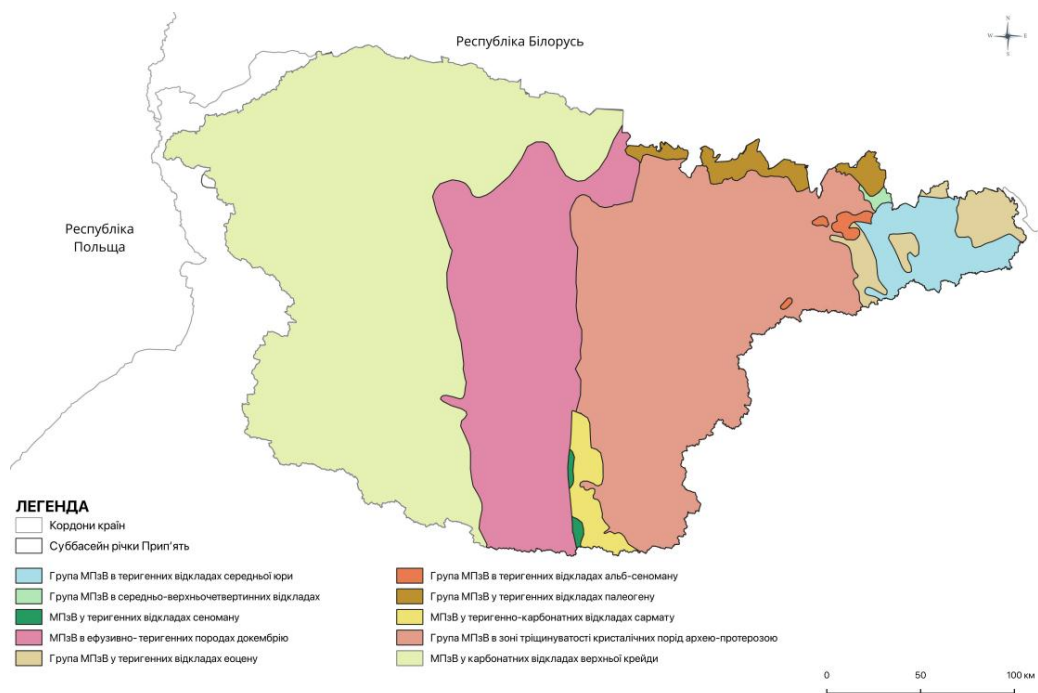 Республіка Білорусь
N
W E
S
Республіка
Польща
ЛЕГЕНДА
Кордони країн
Суббасейн річки Прип'ять
Група МПзВ в теригенних відкладах середньої юри
Група МПзВ в середньо-верхньочетвертинних відкладах
МПзВ у теригенних відкладах сеноману
МПзВ в ефузивно-теригенних породах докембрію
Група МПзВ у теригенних відкладах еоцену
Група МПзВ в теригенних відкладах альб-сеноману
Група МПзВ у теригенних відкладах палеогену
МПзВ у теригено-карбонатних відкладах сармату
Група МПзВ в зоні тріщинуватості кристалічних порід архею-протерозою
МПзВ у карбонатних відкладах верхньої крейди
0 50 100 км